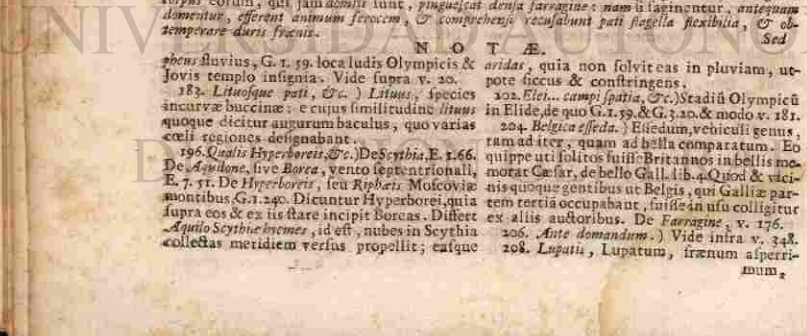 corpus eorum, qui jam domiti sunt, pinguescat densa farragine: nam si saginentur, antequam
domentur, efferent animum ferocem, & comprehensi recusabunt pati flagella flexibilia, & ob-
temperare duris frænis. Sed
NOTÆ.
pheus fluvius, G. 1. 59. loca ludis Olympicis &
Jovis templo insignia. Vide supra v. 20.
183. Lituosque pati, &c. ) Lituus, species
incurvæ buccinæ: e cujus similitudine lituus
quoque dicitur augurum baculus, quo varias
cœli regiones designabant.
196. Qualis Hyperboreis, &c.) De Scythia, E. 1.66.
De Aquilone, sive Borea, vento septentrionali,
E. 7. 51. De Hyperboreis, seu Riphæis Moscoviæ
montibus, G.1.240. Dicuntur Hyperborei, quia
supra eos & ex iis flare incipit Boreas. Differt
Aquilo Scythiæ hiemes, id est, nubes in Scythia
collectas meridiem versus propellit; easque
aridas, quia non solvit eas in pluviam, ut-
pote siccus & constringens.
202. Elei... campi spatia, &c.) Stadiū Olympicū
in Elide, de quo G.1.59. & G.3.20. & modo v. 181.
204. Belgica esseda. ) Essedum, vehiculi genus,
tam ad iter, quam ad bella comparatum. Eo
quippe uti solitos fuisse Britannos in bellis me-
morat Cæsar, de bello Gall. lib. 4. Quod & vici-
nis quoque gentibus ut Belgis, qui Galliæ par-
tem tertiā occupabant, fuisse in usu colligitur
ex aliis auctoribus. De Farragine, v. 176.
206. Ante domandum. ) Vide infra v. 348.
208. Lupatis, Lupatum, frænum asperri-
mum,
UNIVERSIDAD AUTÓNO